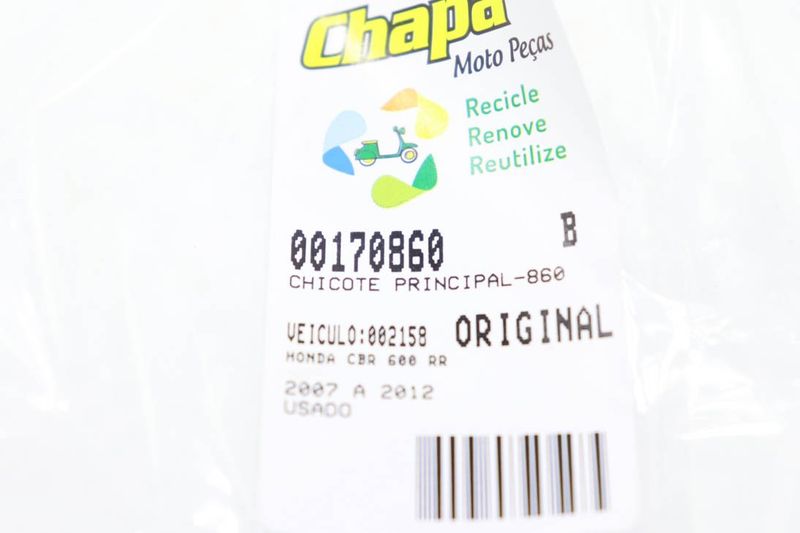 Chapa
Moto Peças
Recicle
Renove
Reutilize
00170860 B
CHICOTE PRINCIPAL-860
VEICULO:002158 ORIGINAL
HONDA CBR 600 RR
2007 A 2012
USADO